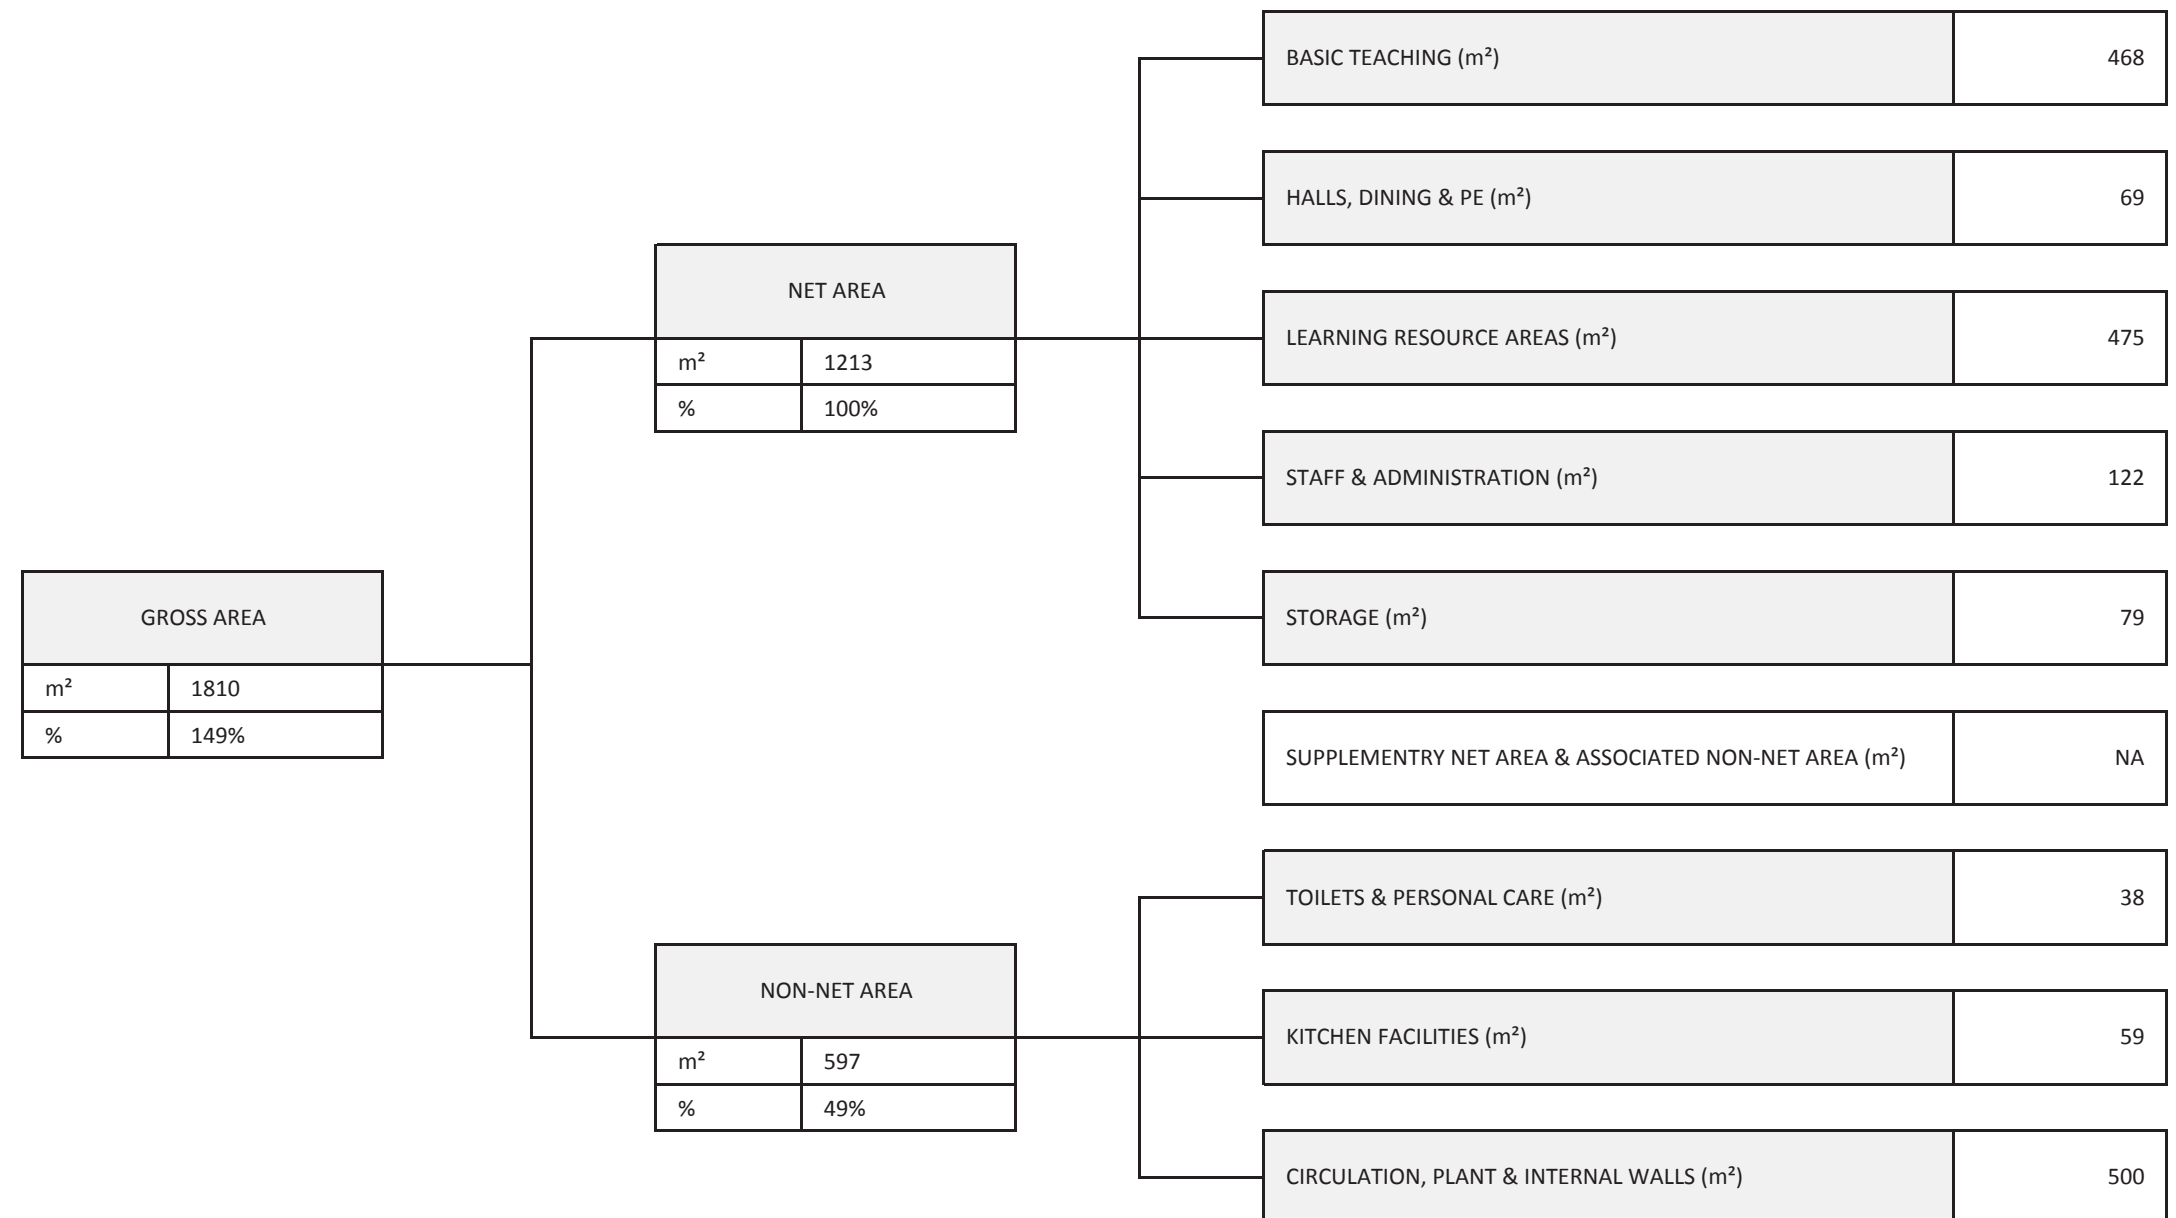 BASIC TEACHING (m²) 468
HALLS, DINING & PE (m²) 69
NET AREA
LEARNING RESOURCE AREAS (m²) 475
m² 1213
% 100%
STAFF & ADMINISTRATION (m²) 122
GROSS AREA
STORAGE (m²) 79
m² 1810
% 149%
SUPPLEMENTRY NET AREA & ASSOCIATED NON-NET AREA (m²) NA
TOILETS & PERSONAL CARE (m²) 38
NON-NET AREA
KITCHEN FACILITIES (m²) 59
m² 597
% 49%
CIRCULATION, PLANT & INTERNAL WALLS (m²) 500